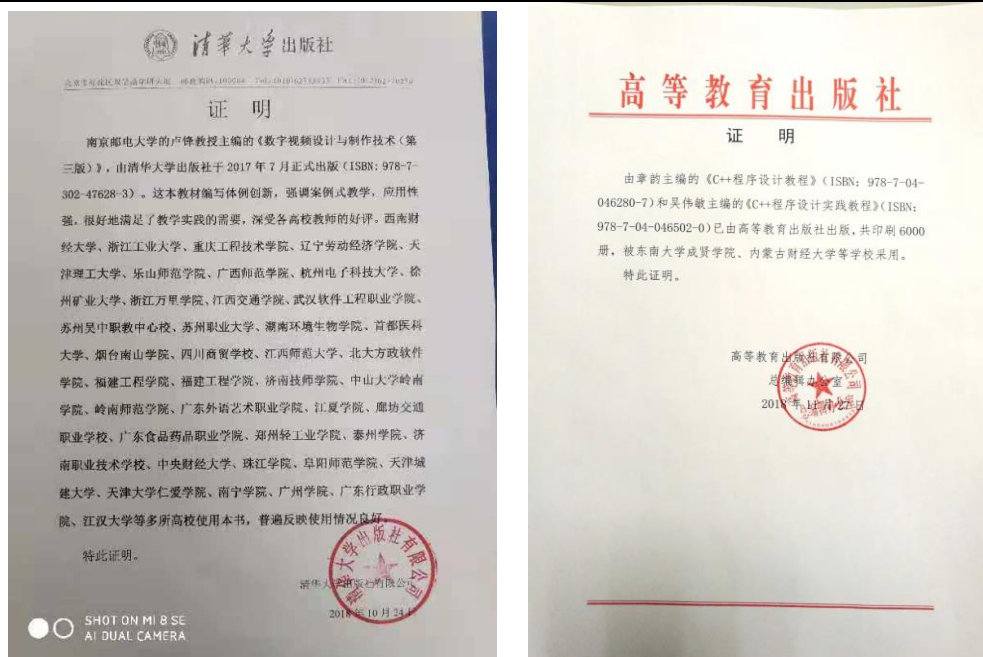 清华大学出版社
证 明
南京邮电大学的卢锋教授主编的《数字视频设计与制作技术（第
三版）》，由清华大学出版社于 2017 年 7 月正式出版（ISBN: 978-7-
302-47628-3）。这本教材编写体例创新，强调案例式教学，应用性
强，很好地满足了教学实践的需要，深受各高校教师的好评。西南财
经大学、浙江工业大学、重庆工程技术学院、辽宁劳动经济学院、天
津理工大学、乐山师范学院、广西师范学院、杭州电子科技大学、徐
州矿业大学、浙江万里学院、江西交通学院、武汉软件工程职业学院、
苏州吴中职教中心校、苏州职业大学、湖南环境生物学院、首都医科
大学、烟台南山学院、四川商贸学校、江西师范大学、北大方政软件
学院、福建工程学院、福建工程学院、济南技师学院、中山大学岭南
学院、岭南师范学院、广东外语艺术职业学院、江夏学院、廊坊交通
职业学校、广东食品药品职业学院、郑州轻工业学院、泰州学院、济
南职业技术学校、中央财经大学、珠江学院、阜阳师范学院、天津城
建大学、天津大学仁爱学院、南宁学院、广州学院、广东行政职业学
院、江汉大学等多所高校使用本书，普遍反映使用情况良好。
特此证明。
清华大学出版社有限公司
2018 年 10 月 24 日
SHOT ON MI 8 SE
AI DUAL CAMERA
高等教育出版社
证 明
由章韵主编的《C++程序设计教程》（ISBN: 978-7-04-
046280-7）和吴伟敏主编的《C++程序设计实践教程》（ISBN:
978-7-04-046502-0）已由高等教育出版社出版，共印刷 6000
册，被东南大学成贤学院、内蒙古财经大学等学校采用。
特此证明。
高等教育出版社有限公司
总编辑办公室
2018 年 11 月 27 日